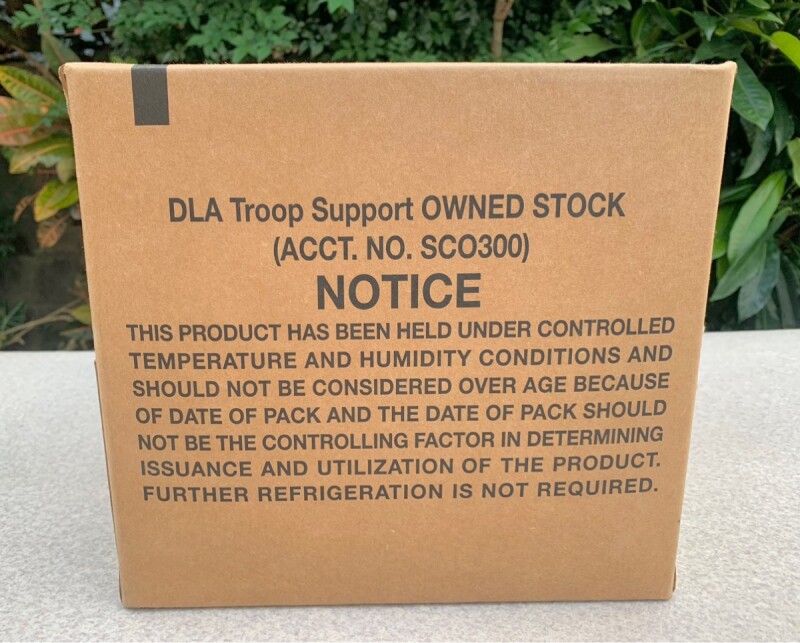 DLA Troop Support OWNED STOCK
(ACCT. NO. SCO300)
NOTICE
THIS PRODUCT HAS BEEN HELD UNDER CONTROLLED
TEMPERATURE AND HUMIDITY CONDITIONS AND
SHOULD NOT BE CONSIDERED OVER AGE BECAUSE
OF DATE OF PACK AND THE DATE OF PACK SHOULD
NOT BE THE CONTROLLING FACTOR IN DETERMINING
ISSUANCE AND UTILIZATION OF THE PRODUCT.
FURTHER REFRIGERATION IS NOT REQUIRED.